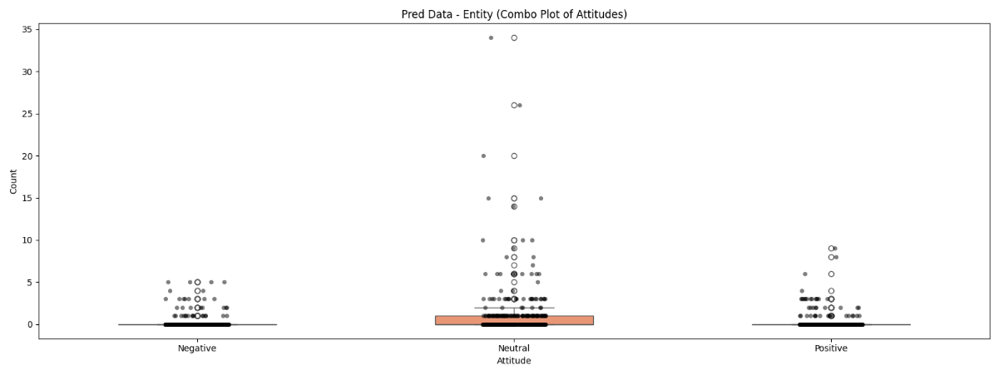 Pred Data - Entity (Combo Plot of Attitudes)
35
30
25
20
15
10
5
0
Count
Negative
Neutral
Positive
Attitude